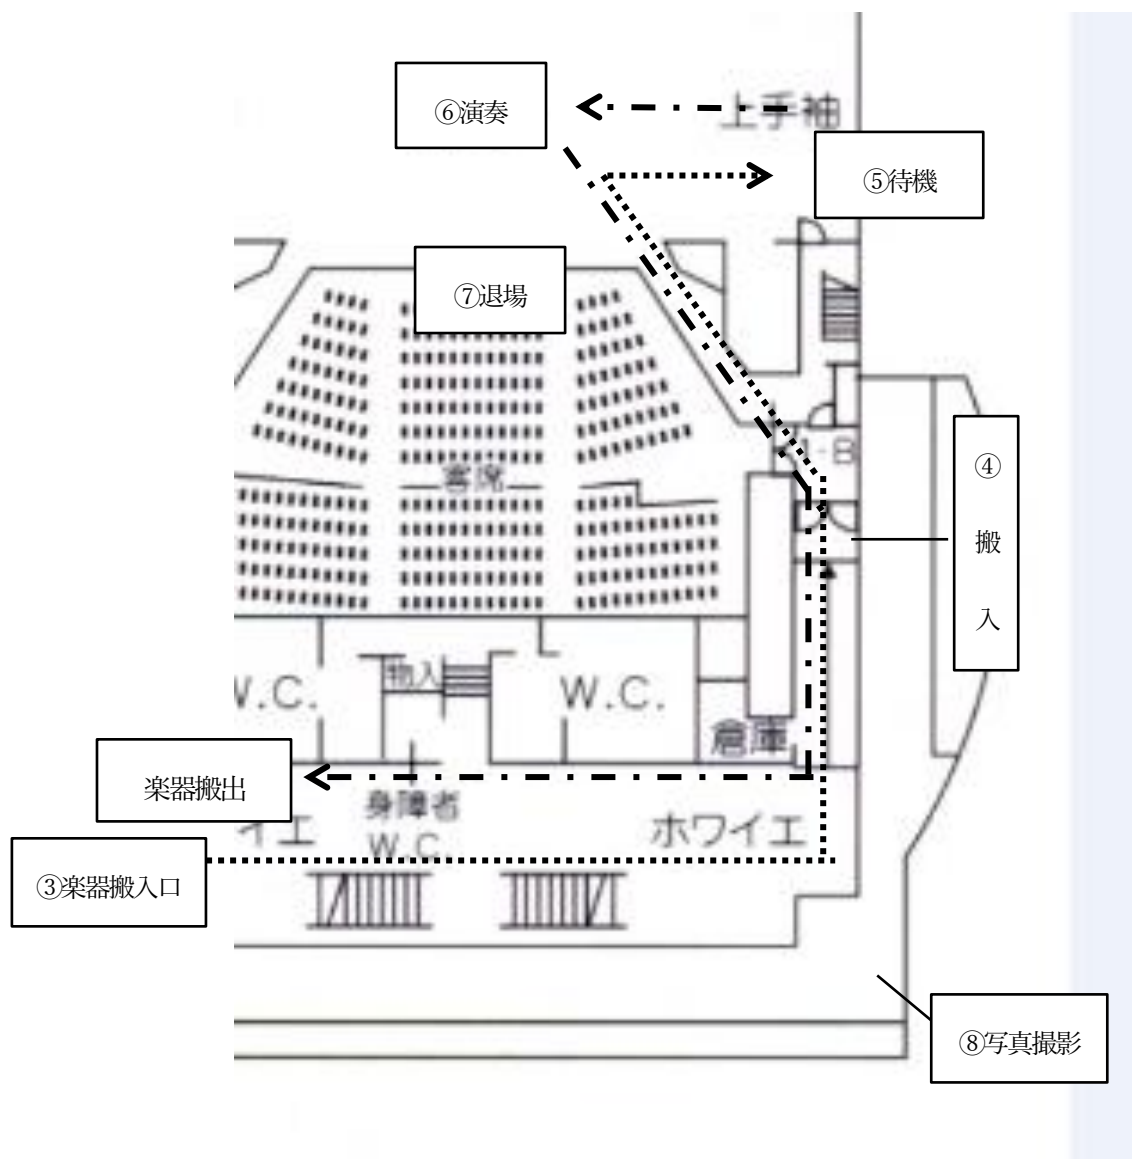 上手袖
⑥演奏
⑤待機
⑦退場
客席
④
搬
入
物入
W.C.
W.C.
倉庫
楽器搬出
身障者
W.C.
イエ
ホワイエ
③楽器搬入口
⑧写真撮影